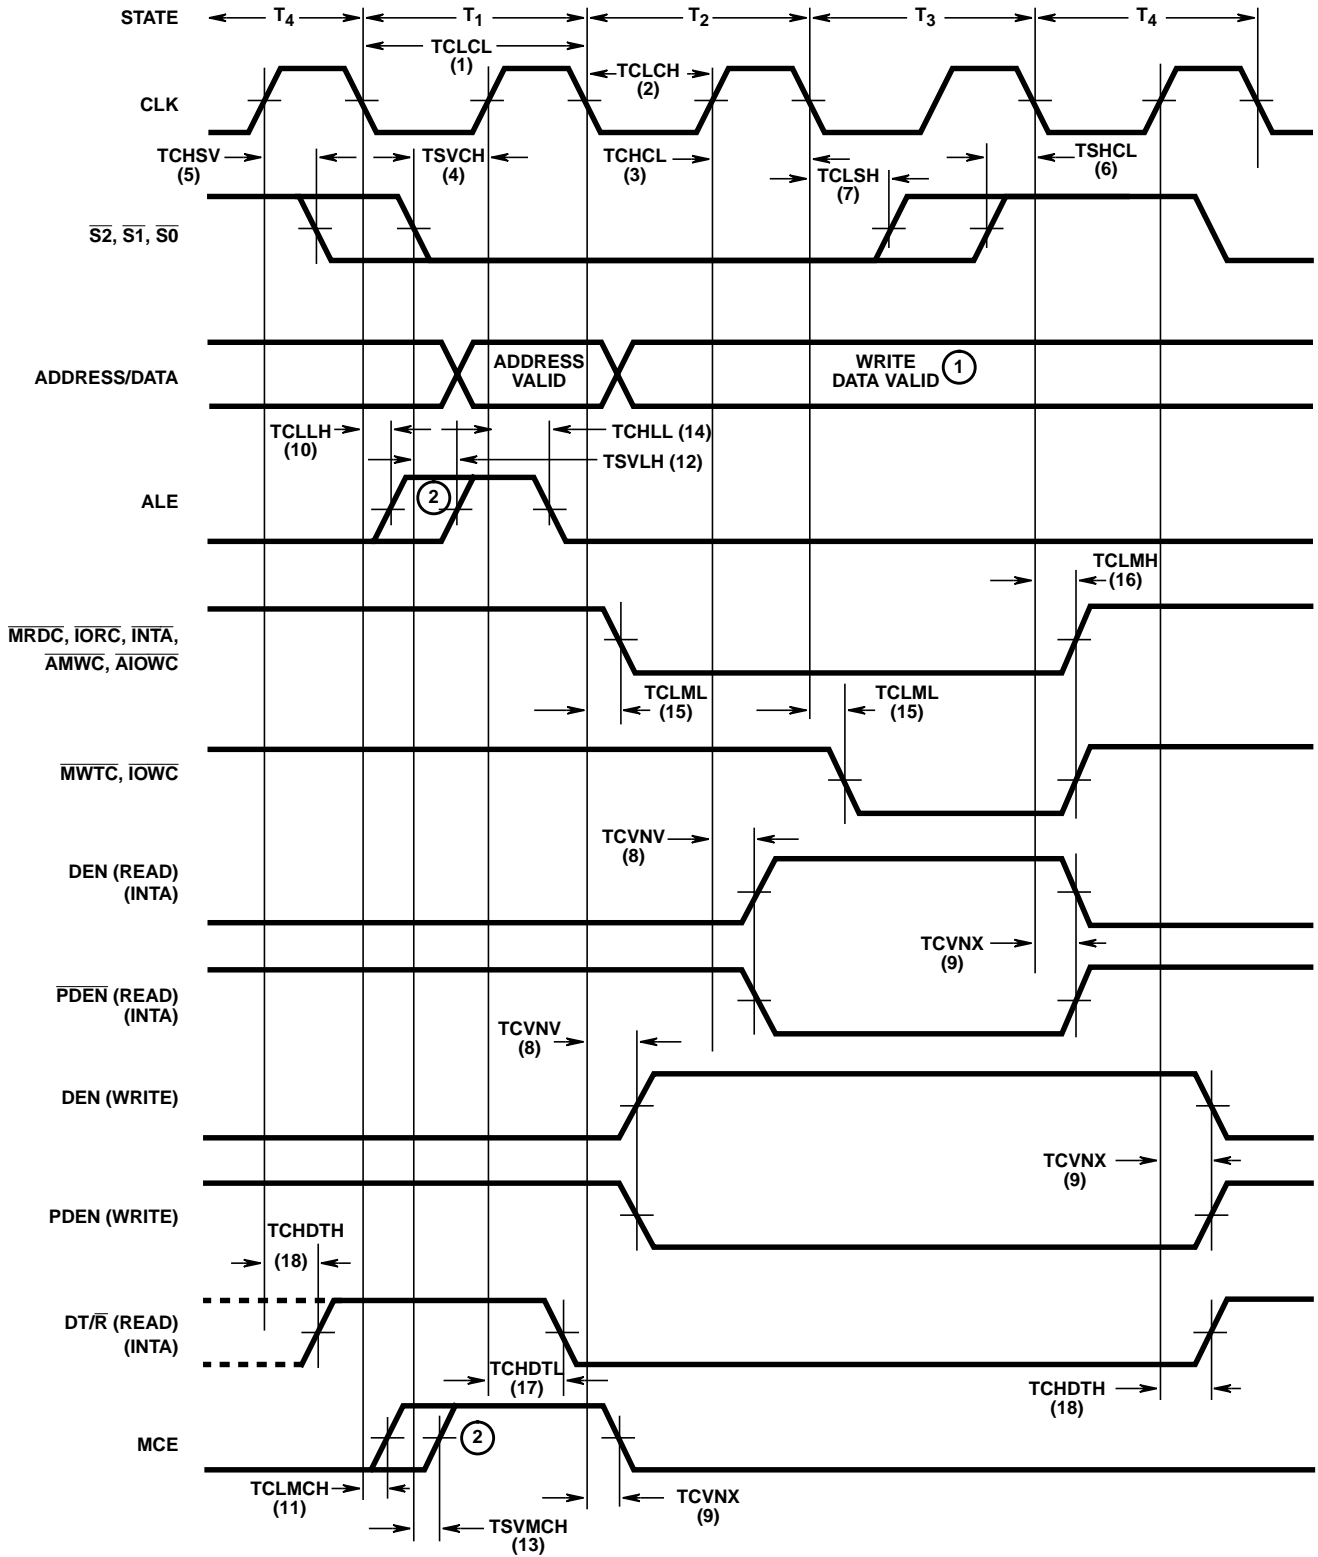 STATE T4 T1 T2 T3 T4
TCLCL
(1)
TCLCH
(2)
CLK
TCHSV
(5)
TSVCH
(4)
TCHCL
(3)
TCLSH
(7)
TSHCL
(6)
S2, S1, S0
ADDRESS/DATA
ADDRESS
VALID
WRITE
DATA VALID 1
TCLLH
(10)
TCHLL (14)
TSVLH (12)
ALE
2
TCLMH
(16)
MRDC, IORC, INTA,
AMWC, AIOWC
TCLML
(15)
TCLML
(15)
MWTC, IOWC
TCVNV
(8)
DEN (READ)
(INTA)
TCVNX
(9)
PDEN (READ)
(INTA)
TCVNV
(8)
DEN (WRITE)
TCVNX
(9)
PDEN (WRITE)
TCHDTH
(18)
DT/R (READ)
(INTA)
TCHDTL
(17)
TCHDTH
(18)
MCE
2
TCLMCH
(11)
TCVNX
(9)
TSVMCH
(13)